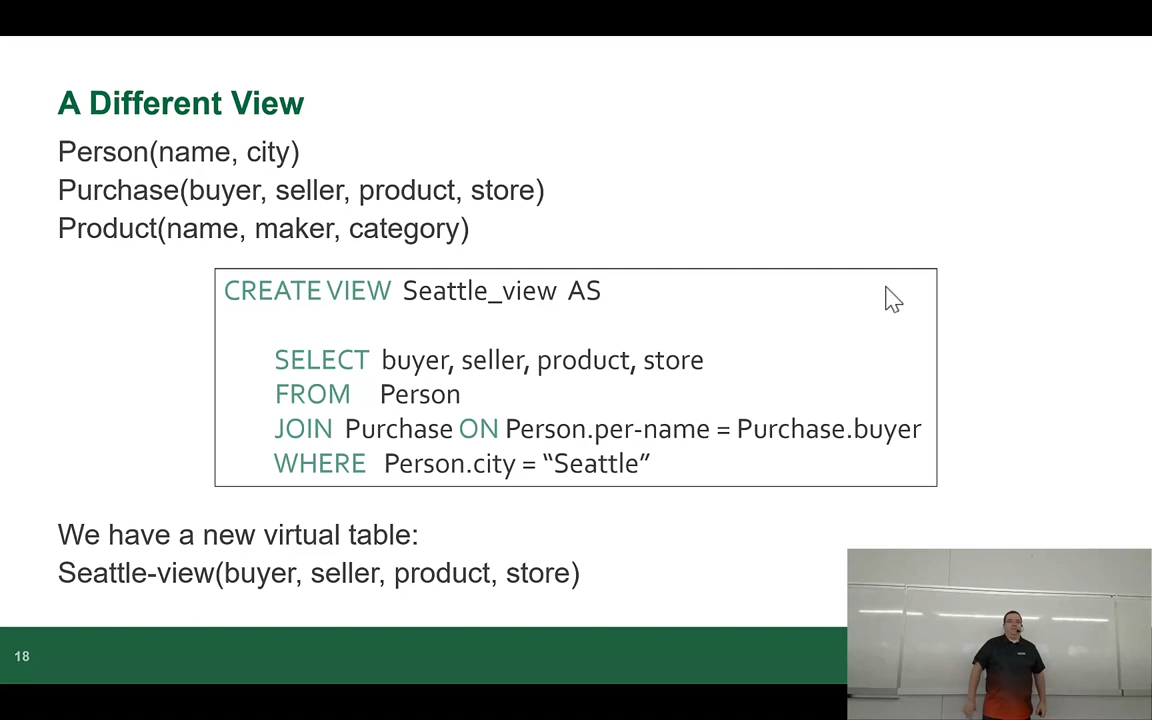 A Different View
Person(name, city)
Purchase(buyer, seller, product, store)
Product(name, maker, category)
CREATE VIEW Seattle_view AS
SELECT buyer, seller, product, store
FROM Person
JOIN Purchase ON Person.per-name = Purchase.buyer
WHERE Person.city = “Seattle”
We have a new virtual table:
Seattle-view(buyer, seller, product, store)
18